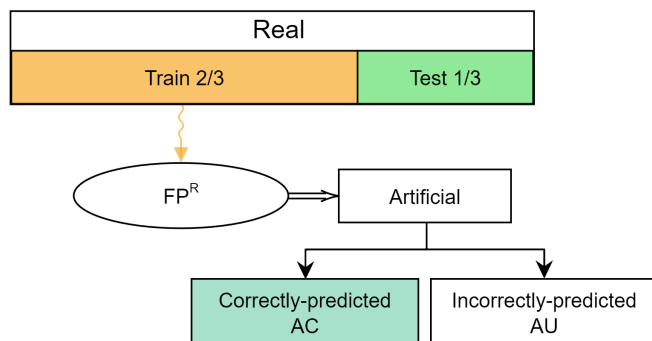 Real
Train 2/3
Test 1/3
FP^R
Artificial
Correctly-predicted
AC
Incorrectly-predicted
AU